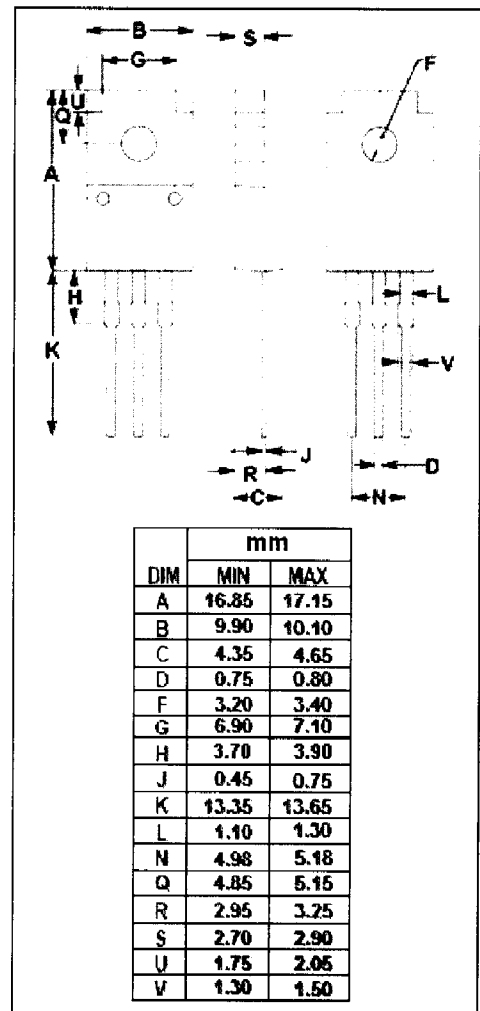 B
S
G
F
U
Q
A
H
L
K
V
J
R
D
C
N
mm
DIM MIN MAX
A 16.85 17.15
B 9.90 10.10
C 4.35 4.65
D 0.75 0.80
F 3.20 3.40
G 6.90 7.10
H 3.70 3.90
J 0.45 0.75
K 13.35 13.65
L 1.10 1.30
N 4.98 5.18
Q 4.85 5.15
R 2.95 3.25
S 2.70 2.90
U 1.75 2.05
V 1.30 1.50